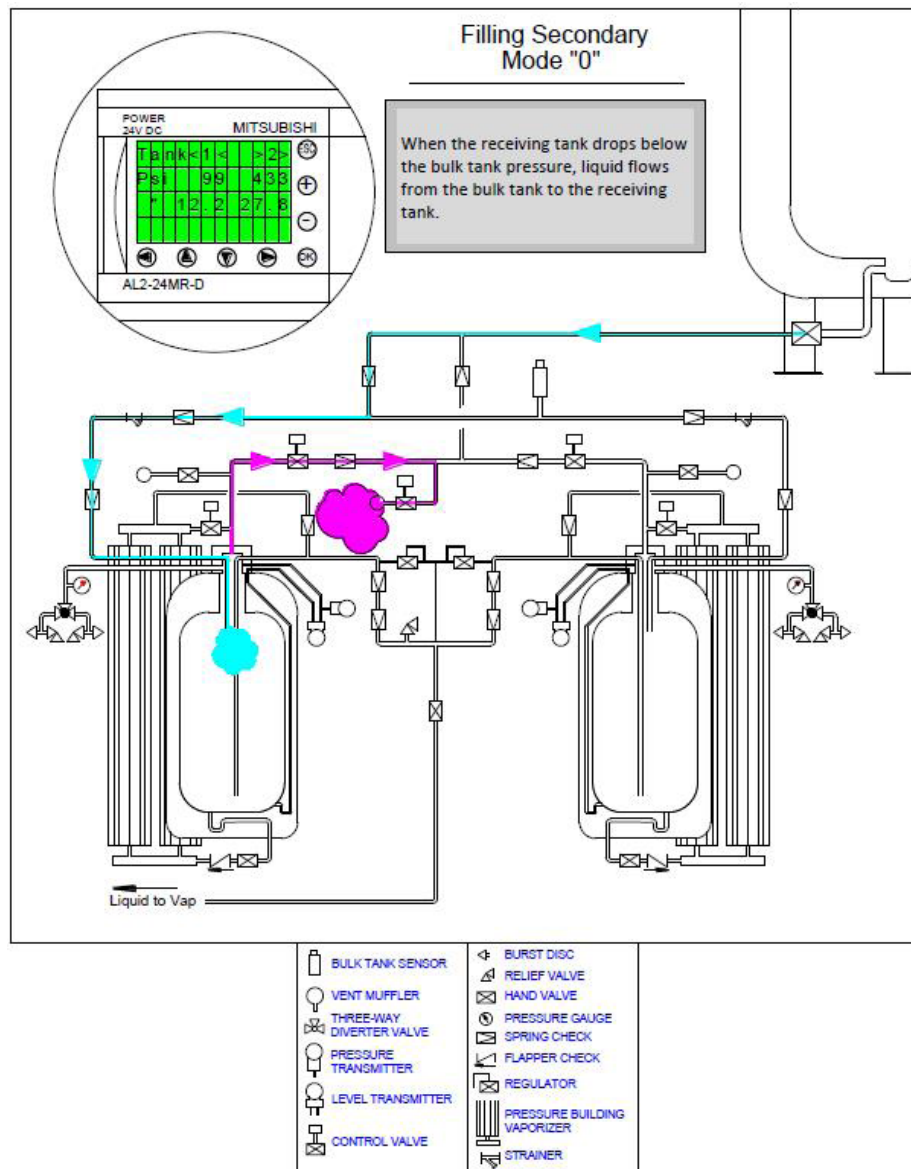 Filling Secondary
Mode "0"
When the receiving tank drops below
the bulk tank pressure, liquid flows
from the bulk tank to the receiving
tank.
POWER
24V DC
MITSUBISHI
Tank<1< >2>
Psi 99 433
" 12.2 27.8
ESC
+
−
OK
AL2-24MR-D
Liquid to Vap
BULK TANK SENSOR
VENT MUFFLER
THREE-WAY
DIVERTER VALVE
PRESSURE
TRANSMITTER
LEVEL TRANSMITTER
CONTROL VALVE
BURST DISC
RELIEF VALVE
HAND VALVE
PRESSURE GAUGE
SPRING CHECK
FLAPPER CHECK
REGULATOR
PRESSURE BUILDING
VAPORIZER
STRAINER